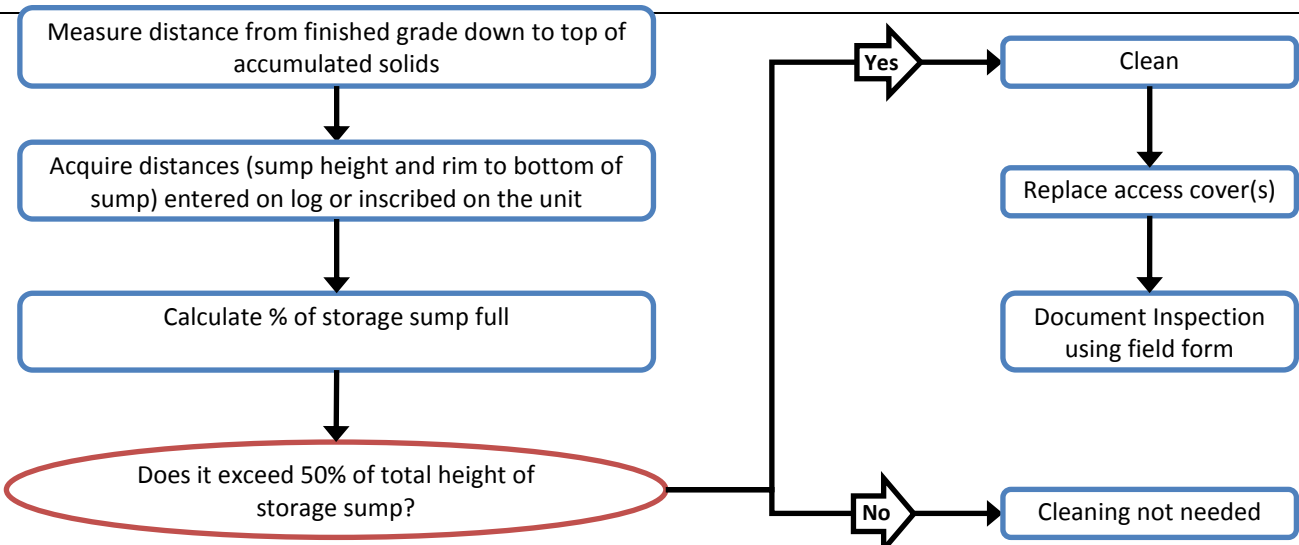 Measure distance from finished grade down to top of
accumulated solids
Acquire distances (sump height and rim to bottom of
sump) entered on log or inscribed on the unit
Calculate % of storage sump full
Does it exceed 50% of total height of
storage sump?
Yes
Clean
Replace access cover(s)
Document Inspection
using field form
No
Cleaning not needed